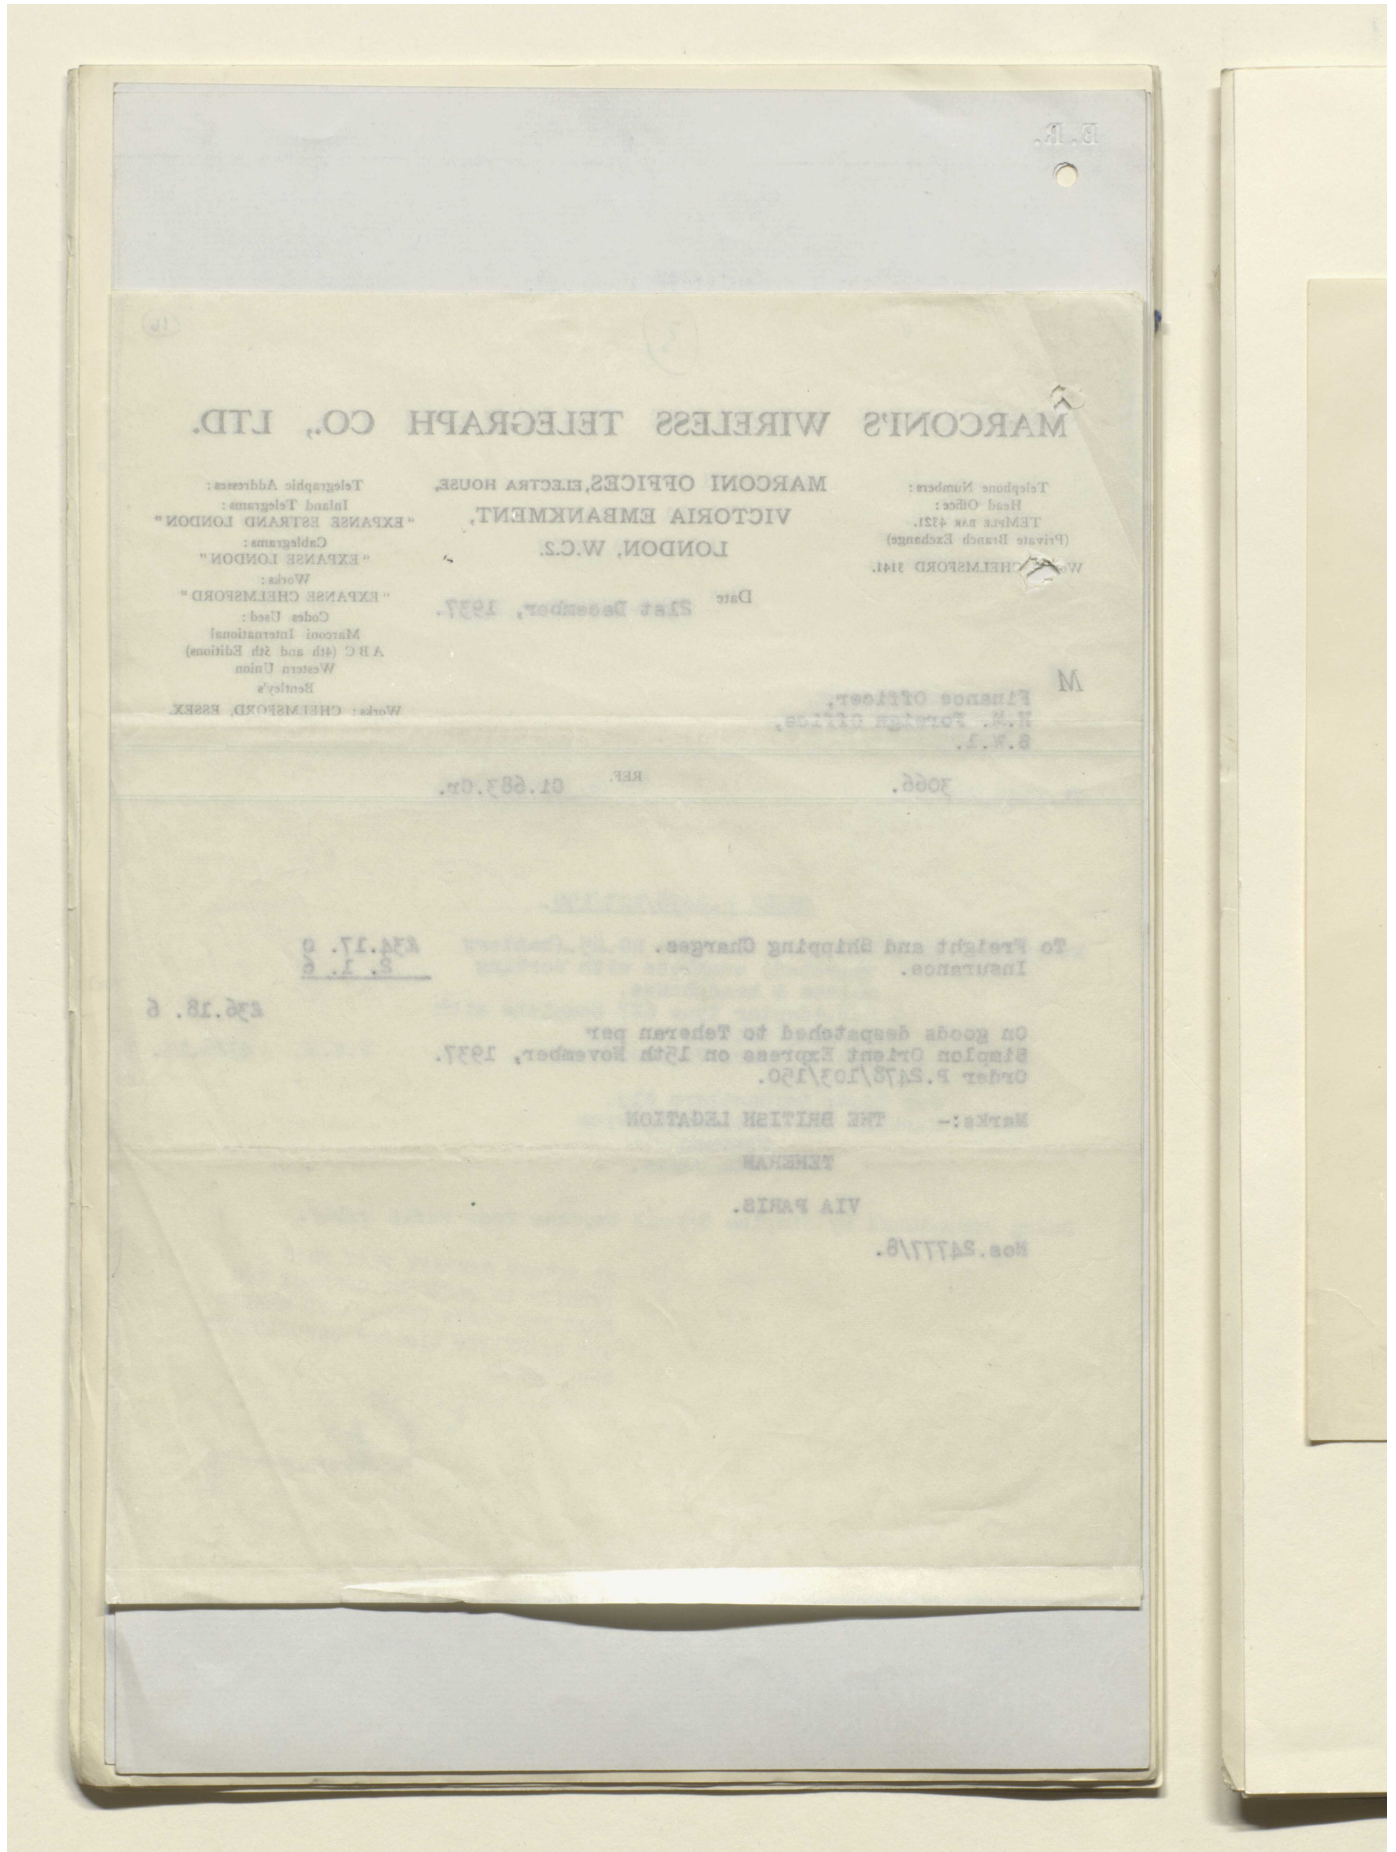 E.R.
(16)
MARCONI'S WIRELESS TELEGRAPH CO., LTD.
Telephone Numbers:
Head Office:
TEMPLE BAR 4321.
(Private Branch Exchange)
CHELMSFORD 3141.
MARCONI OFFICES, ELECTRA HOUSE,
VICTORIA EMBANKMENT,
LONDON, W.C.2.
Date 21st December, 1937.
Telegraphic Addresses:
Inland Telegrams:
"EXPANSE ESTRAND LONDON"
Cablegrams:
"EXPANSE LONDON"
Works:
"EXPANSE CHELMSFORD"
Codes Used:
Marconi International
A B C (4th and 5th Editions)
Western Union
Bentley's
Works: CHELMSFORD, ESSEX.
M
Finance Officer,
H.M. Foreign Office,
S.W.1.
3066. REF. G1.683.Gr.
To Freight and Shipping Charges. £34.17. 0
Insurance. 2. 1. 6
£36.18. 6
On goods despatched to Teheran per
Simplon Orient Express on 15th November, 1937.
Order P.2478/103/150.
Marks:- THE BRITISH LEGATION
TEHERAN
VIA PARIS.
Nos.24777/8.